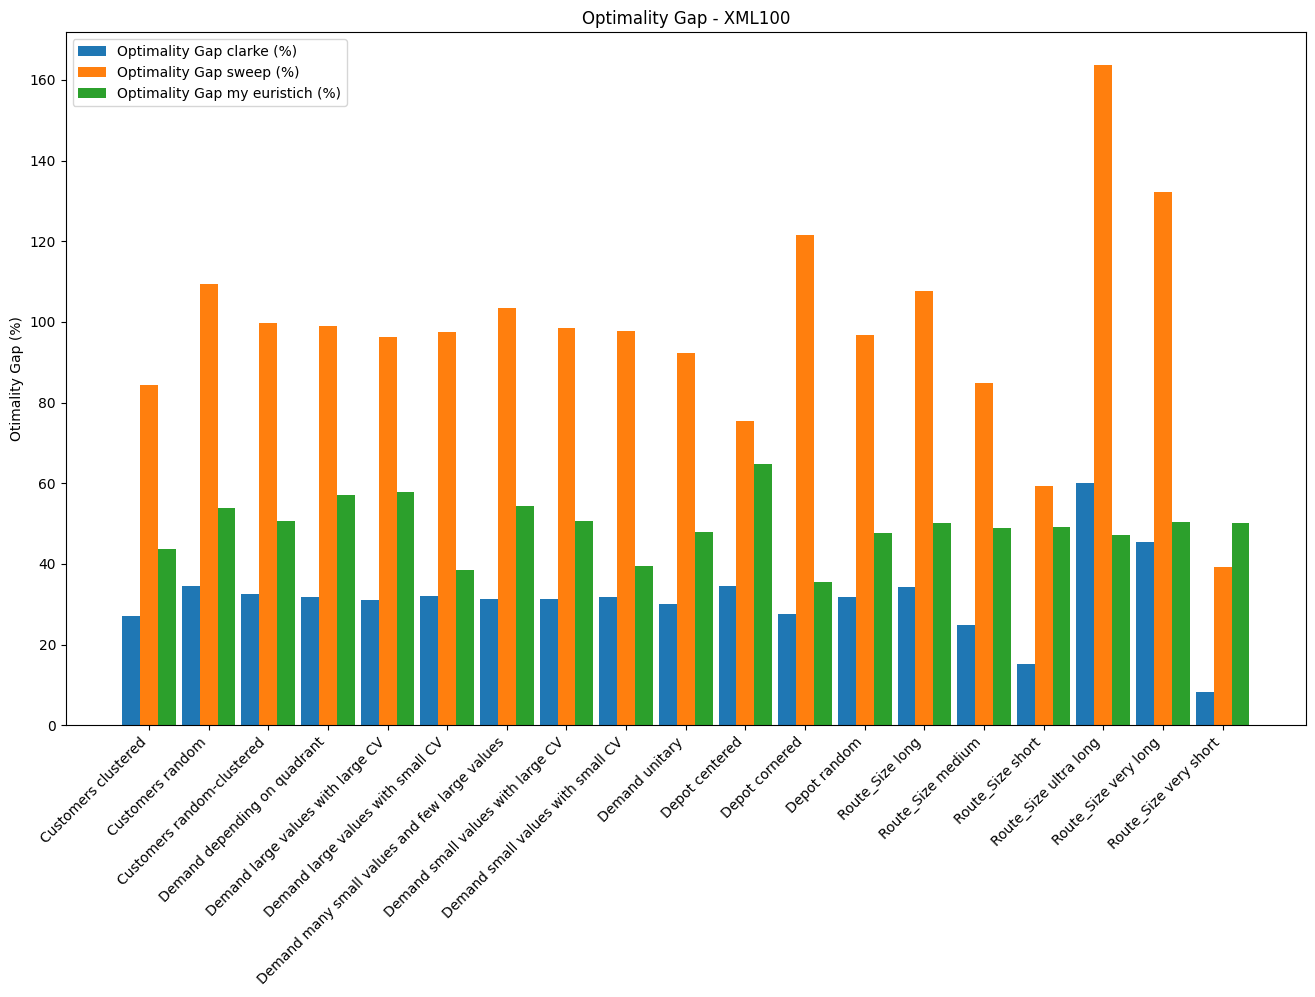 Optimality Gap - XML100
Optimality Gap clarke (%)
Optimality Gap sweep (%)
Optimality Gap my euristich (%)
Otimality Gap (%)
160
140
120
100
80
60
40
20
0
Customers clustered
Customers random
Customers random-clustered
Demand depending on quadrant
Demand large values with large CV
Demand large values with small CV
Demand many small values and few large values
Demand small values with large CV
Demand small values with small CV
Demand unitary
Depot centered
Depot cornered
Depot random
Route_Size long
Route_Size medium
Route_Size short
Route_Size ultra long
Route_Size very long
Route_Size very short